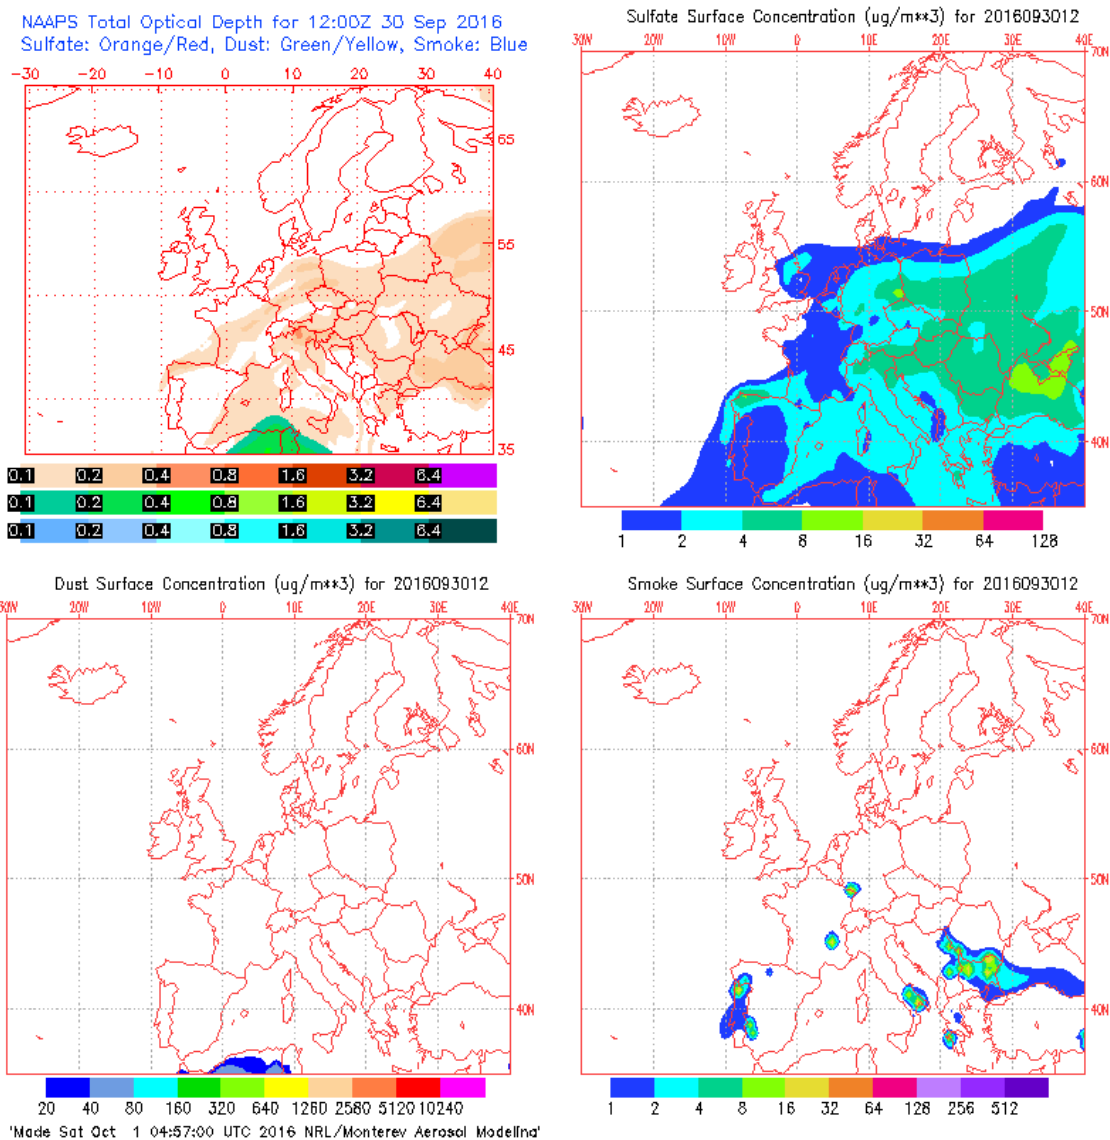 NAAPS Total Optical Depth for 12:00Z 30 Sep 2016
Sulfate: Orange/Red, Dust: Green/Yellow, Smoke: Blue
-30 -20 -10 0 10 20 30 40
65
55
45
35
0.1 0.2 0.4 0.8 1.6 3.2 6.4
0.1 0.2 0.4 0.8 1.6 3.2 6.4
0.1 0.2 0.4 0.8 1.6 3.2 6.4
Sulfate Surface Concentration (ug/m**3) for 2016093012
30W 20W 10W 0 10E 20E 30E 40E
70N
60N
50N
40N
1 2 4 8 16 32 64 128
Dust Surface Concentration (ug/m**3) for 2016093012
30W 20W 10W 0 10E 20E 30E 40E
70N
60N
50N
40N
20 40 80 160 320 640 1280 2560 5120 10240
'Made Sat Oct 1 04:57:00 UTC 2016 NRL/Monterey Aerosol Modeling'
Smoke Surface Concentration (ug/m**3) for 2016093012
30W 20W 10W 0 10E 20E 30E 40E
70N
60N
50N
40N
1 2 4 8 16 32 64 128 256 512